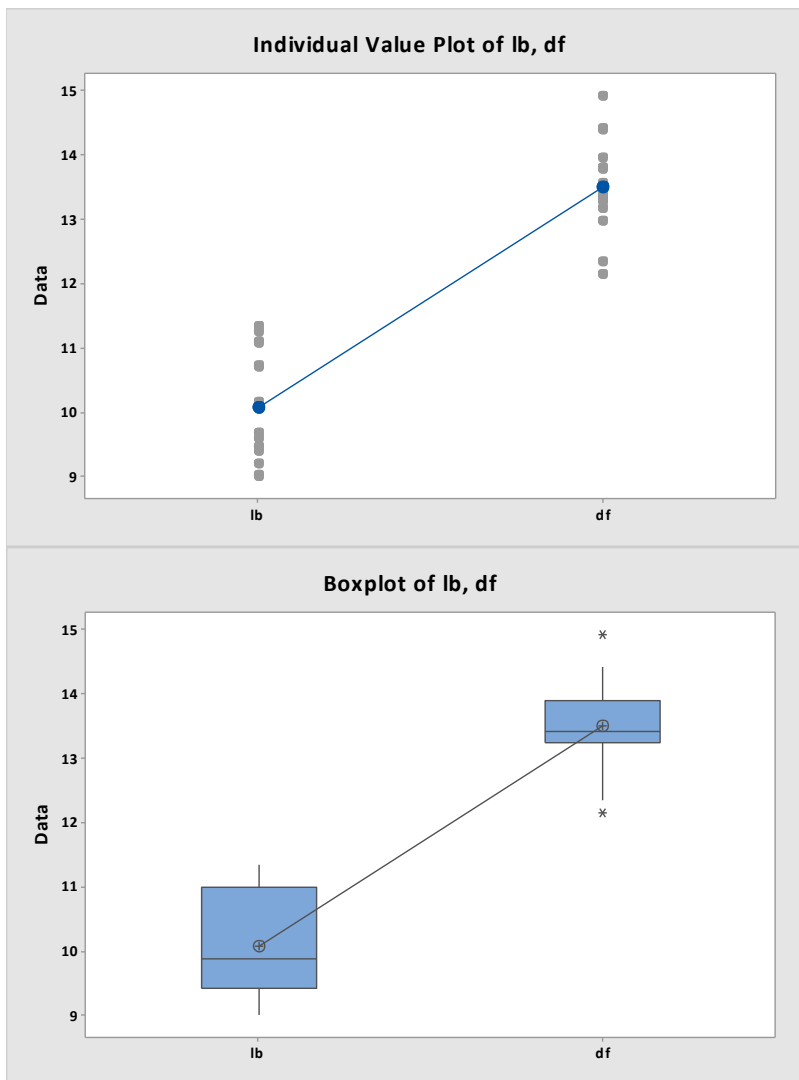 Individual Value Plot of lb, df
15
14
13
12
11
10
9
Data
lb df
Boxplot of lb, df
15
14
13
12
11
10
9
Data
lb df